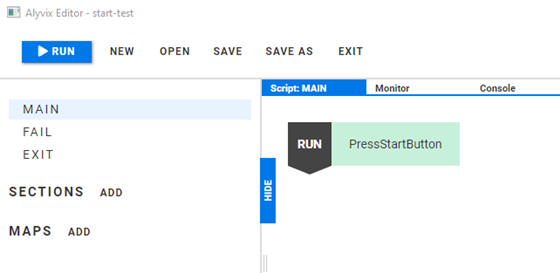 Alyvix Editor - start-test
RUN NEW OPEN SAVE SAVE AS EXIT
MAIN
FAIL
EXIT
SECTIONS ADD
MAPS ADD
HIDE
Script: MAIN Monitor Console
RUN PressStartButton